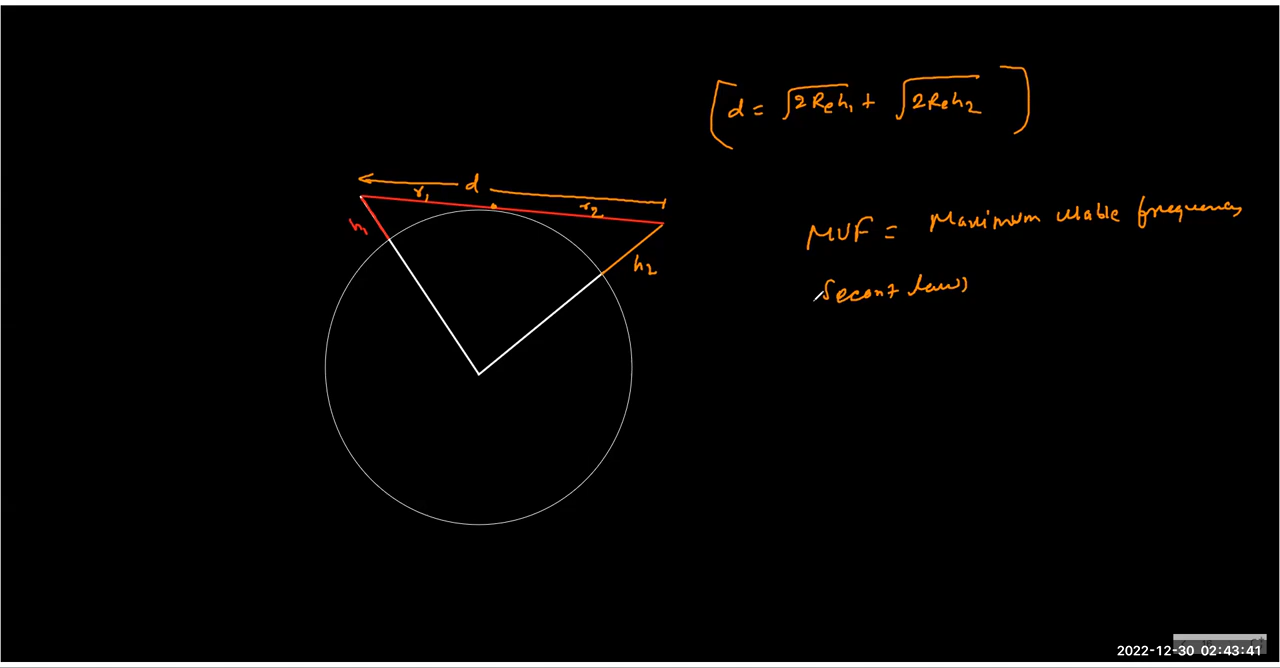 d = √2Reh1 + √2Reh2
d
r1
r2
h1
h2
MUF = Maximum usable frequency
Secant laws
2022-12-30 02:43:41